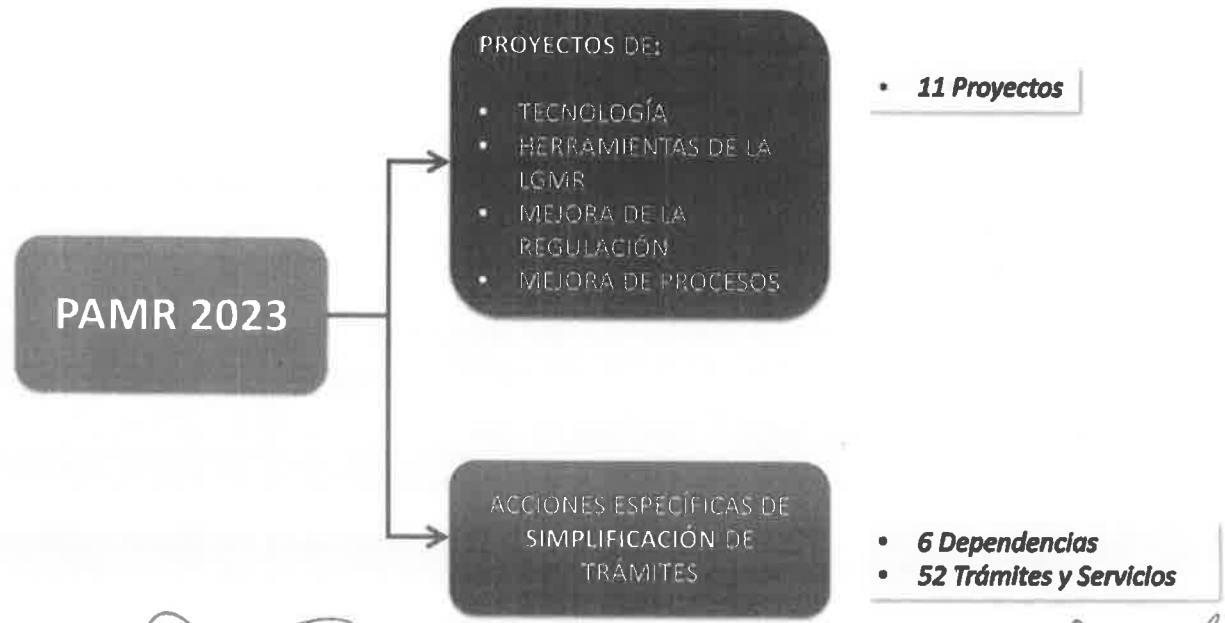 PROYECTOS DE:
• TECNOLOGÍA
• HERRAMIENTAS DE LA
LGMR
• MEJORA DE LA
REGULACIÓN
• MEJORA DE PROCESOS
• 11 Proyectos
PAMR 2023
ACCIONES ESPECÍFICAS DE
SIMPLIFICACIÓN DE
TRÁMITES
• 6 Dependencias
• 52 Trámites y Servicios